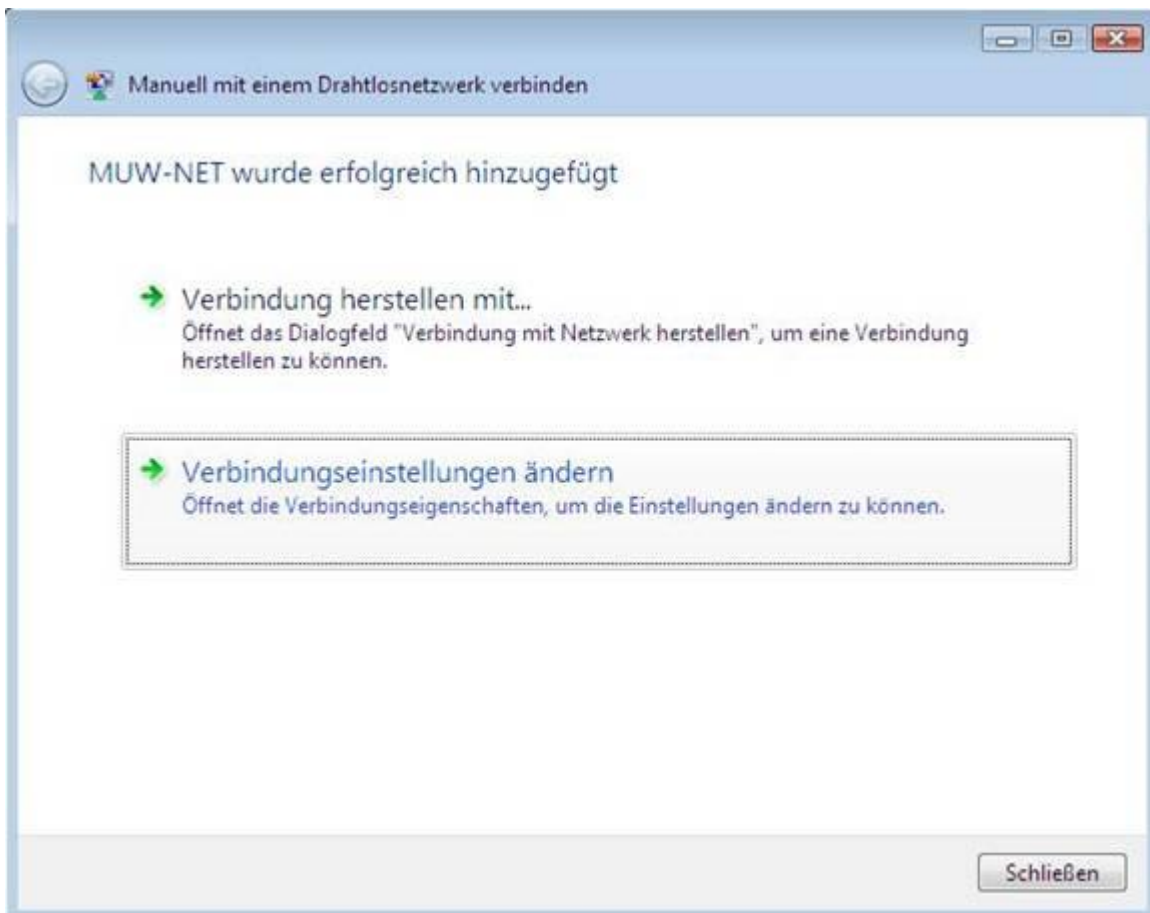 Manuell mit einem Drahtlosnetzwerk verbinden
MUW-NET wurde erfolgreich hinzugefügt
Verbindung herstellen mit...
Öffnet das Dialogfeld "Verbindung mit Netzwerk herstellen", um eine Verbindung
herstellen zu können.
Verbindungseinstellungen ändern
Öffnet die Verbindungseigenschaften, um die Einstellungen ändern zu können.
Schließen